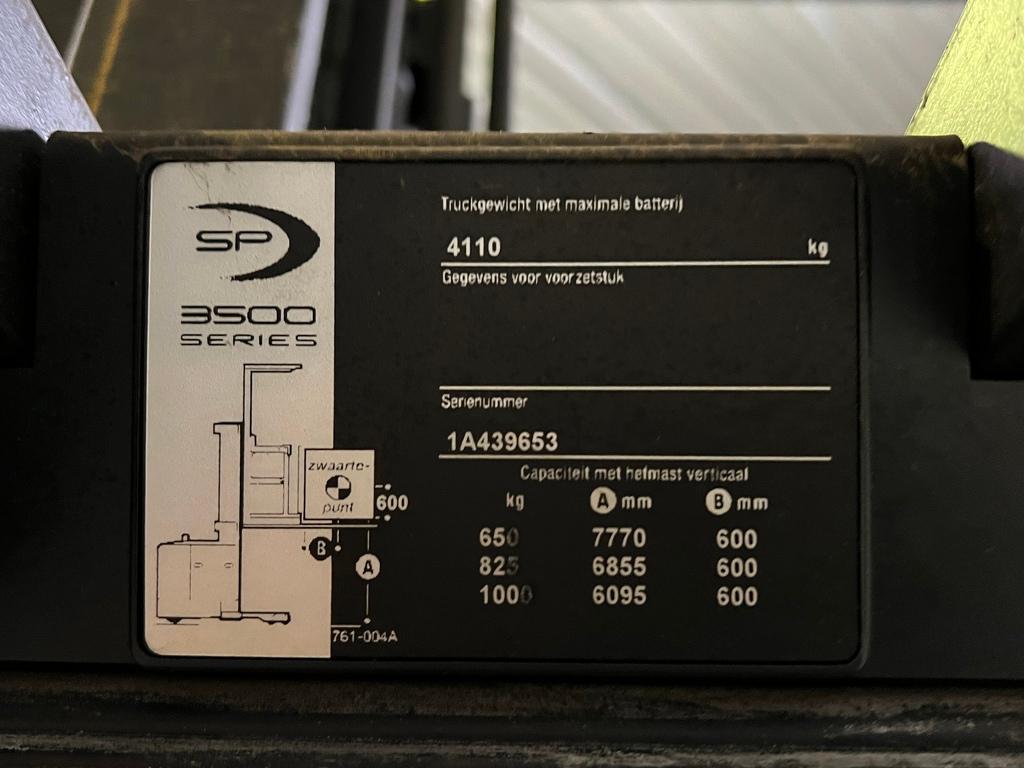 SP
3500
SERIES
Truckgewicht met maximale batterij
4110 kg
Gegevens voor voorzetstuk
Serienummer
1A439653
Capaciteit met hefmast verticaal
kg A mm B mm
650 7770 600
825 6855 600
1000 6095 600
zwaarte-
punt
600
B
A
761-004A